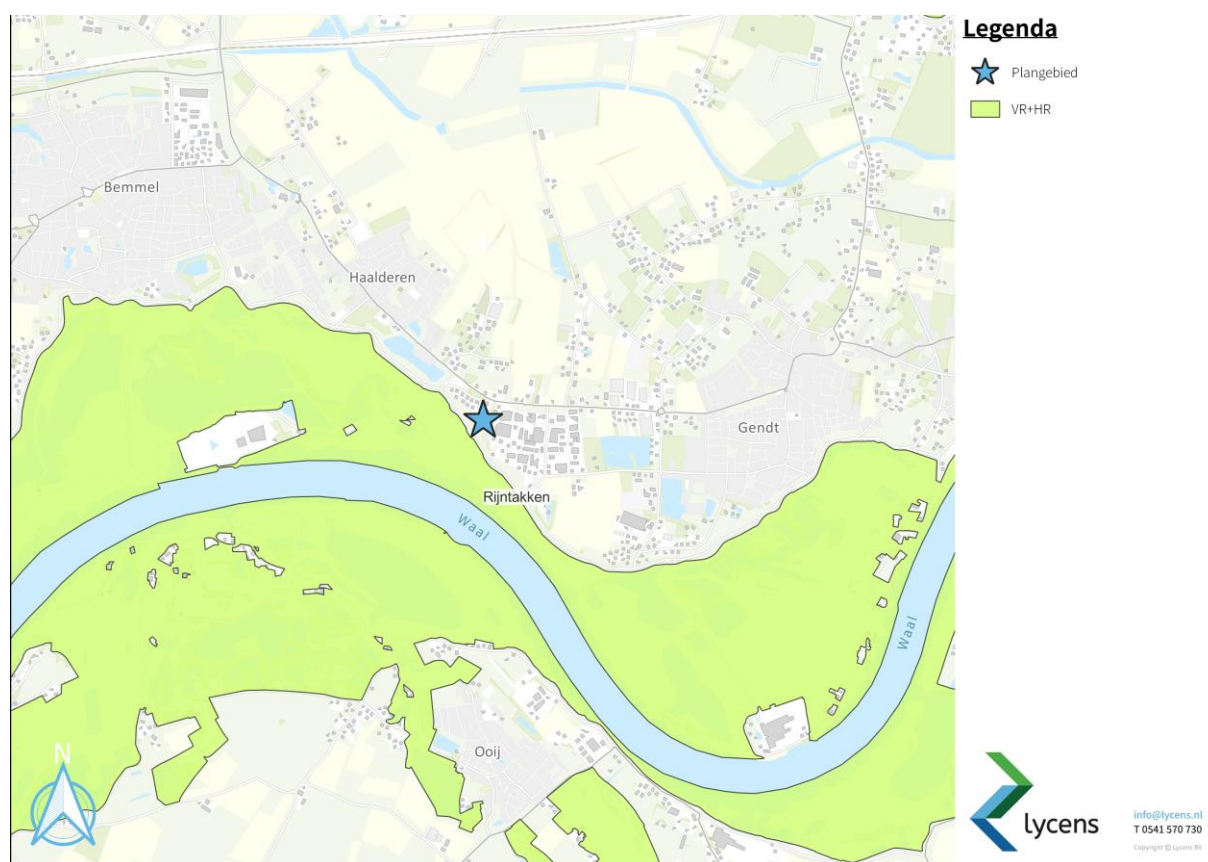 Legenda
Plangebied
VR+HR
Bemmel
Haalderen
Gendt
Rijntakken
Waal
Waal
Ooij
N
lycens
info@lycens.nl
T 0541 570 730
Copyright © Lycens BV